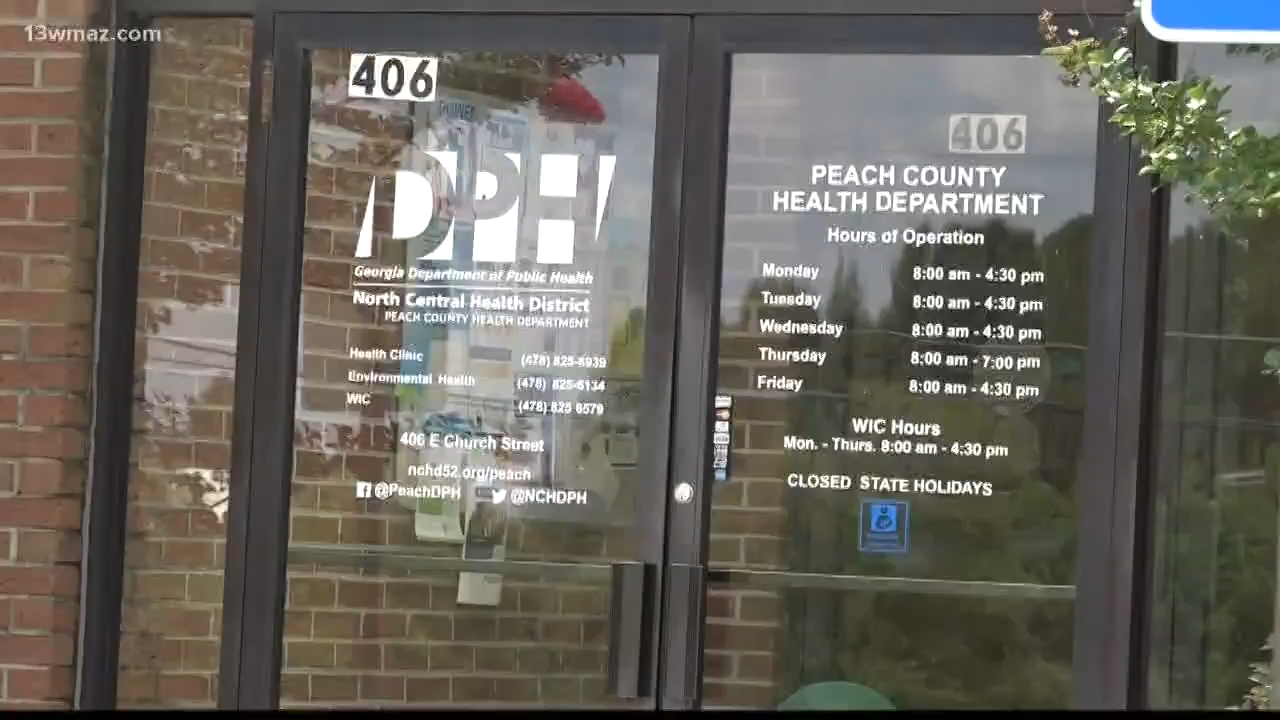 13wmaz.com
406
DPH
Georgia Department of Public Health
North Central Health District
PEACH COUNTY HEALTH DEPARTMENT
Health Clinic (478) 825-6939
Environmental Health (478) 825-6134
WIC (478) 825 6579
406 E Church Street
nchd52.org/peach
@PeachDPH @NCHDPH
406
PEACH COUNTY
HEALTH DEPARTMENT
Hours of Operation
Monday 8:00 am - 4:30 pm
Tuesday 8:00 am - 4:30 pm
Wednesday 8:00 am - 4:30 pm
Thursday 8:00 am - 7:00 pm
Friday 8:00 am - 4:30 pm
WIC Hours
Mon. - Thurs. 8:00 am - 4:30 pm
CLOSED STATE HOLIDAYS